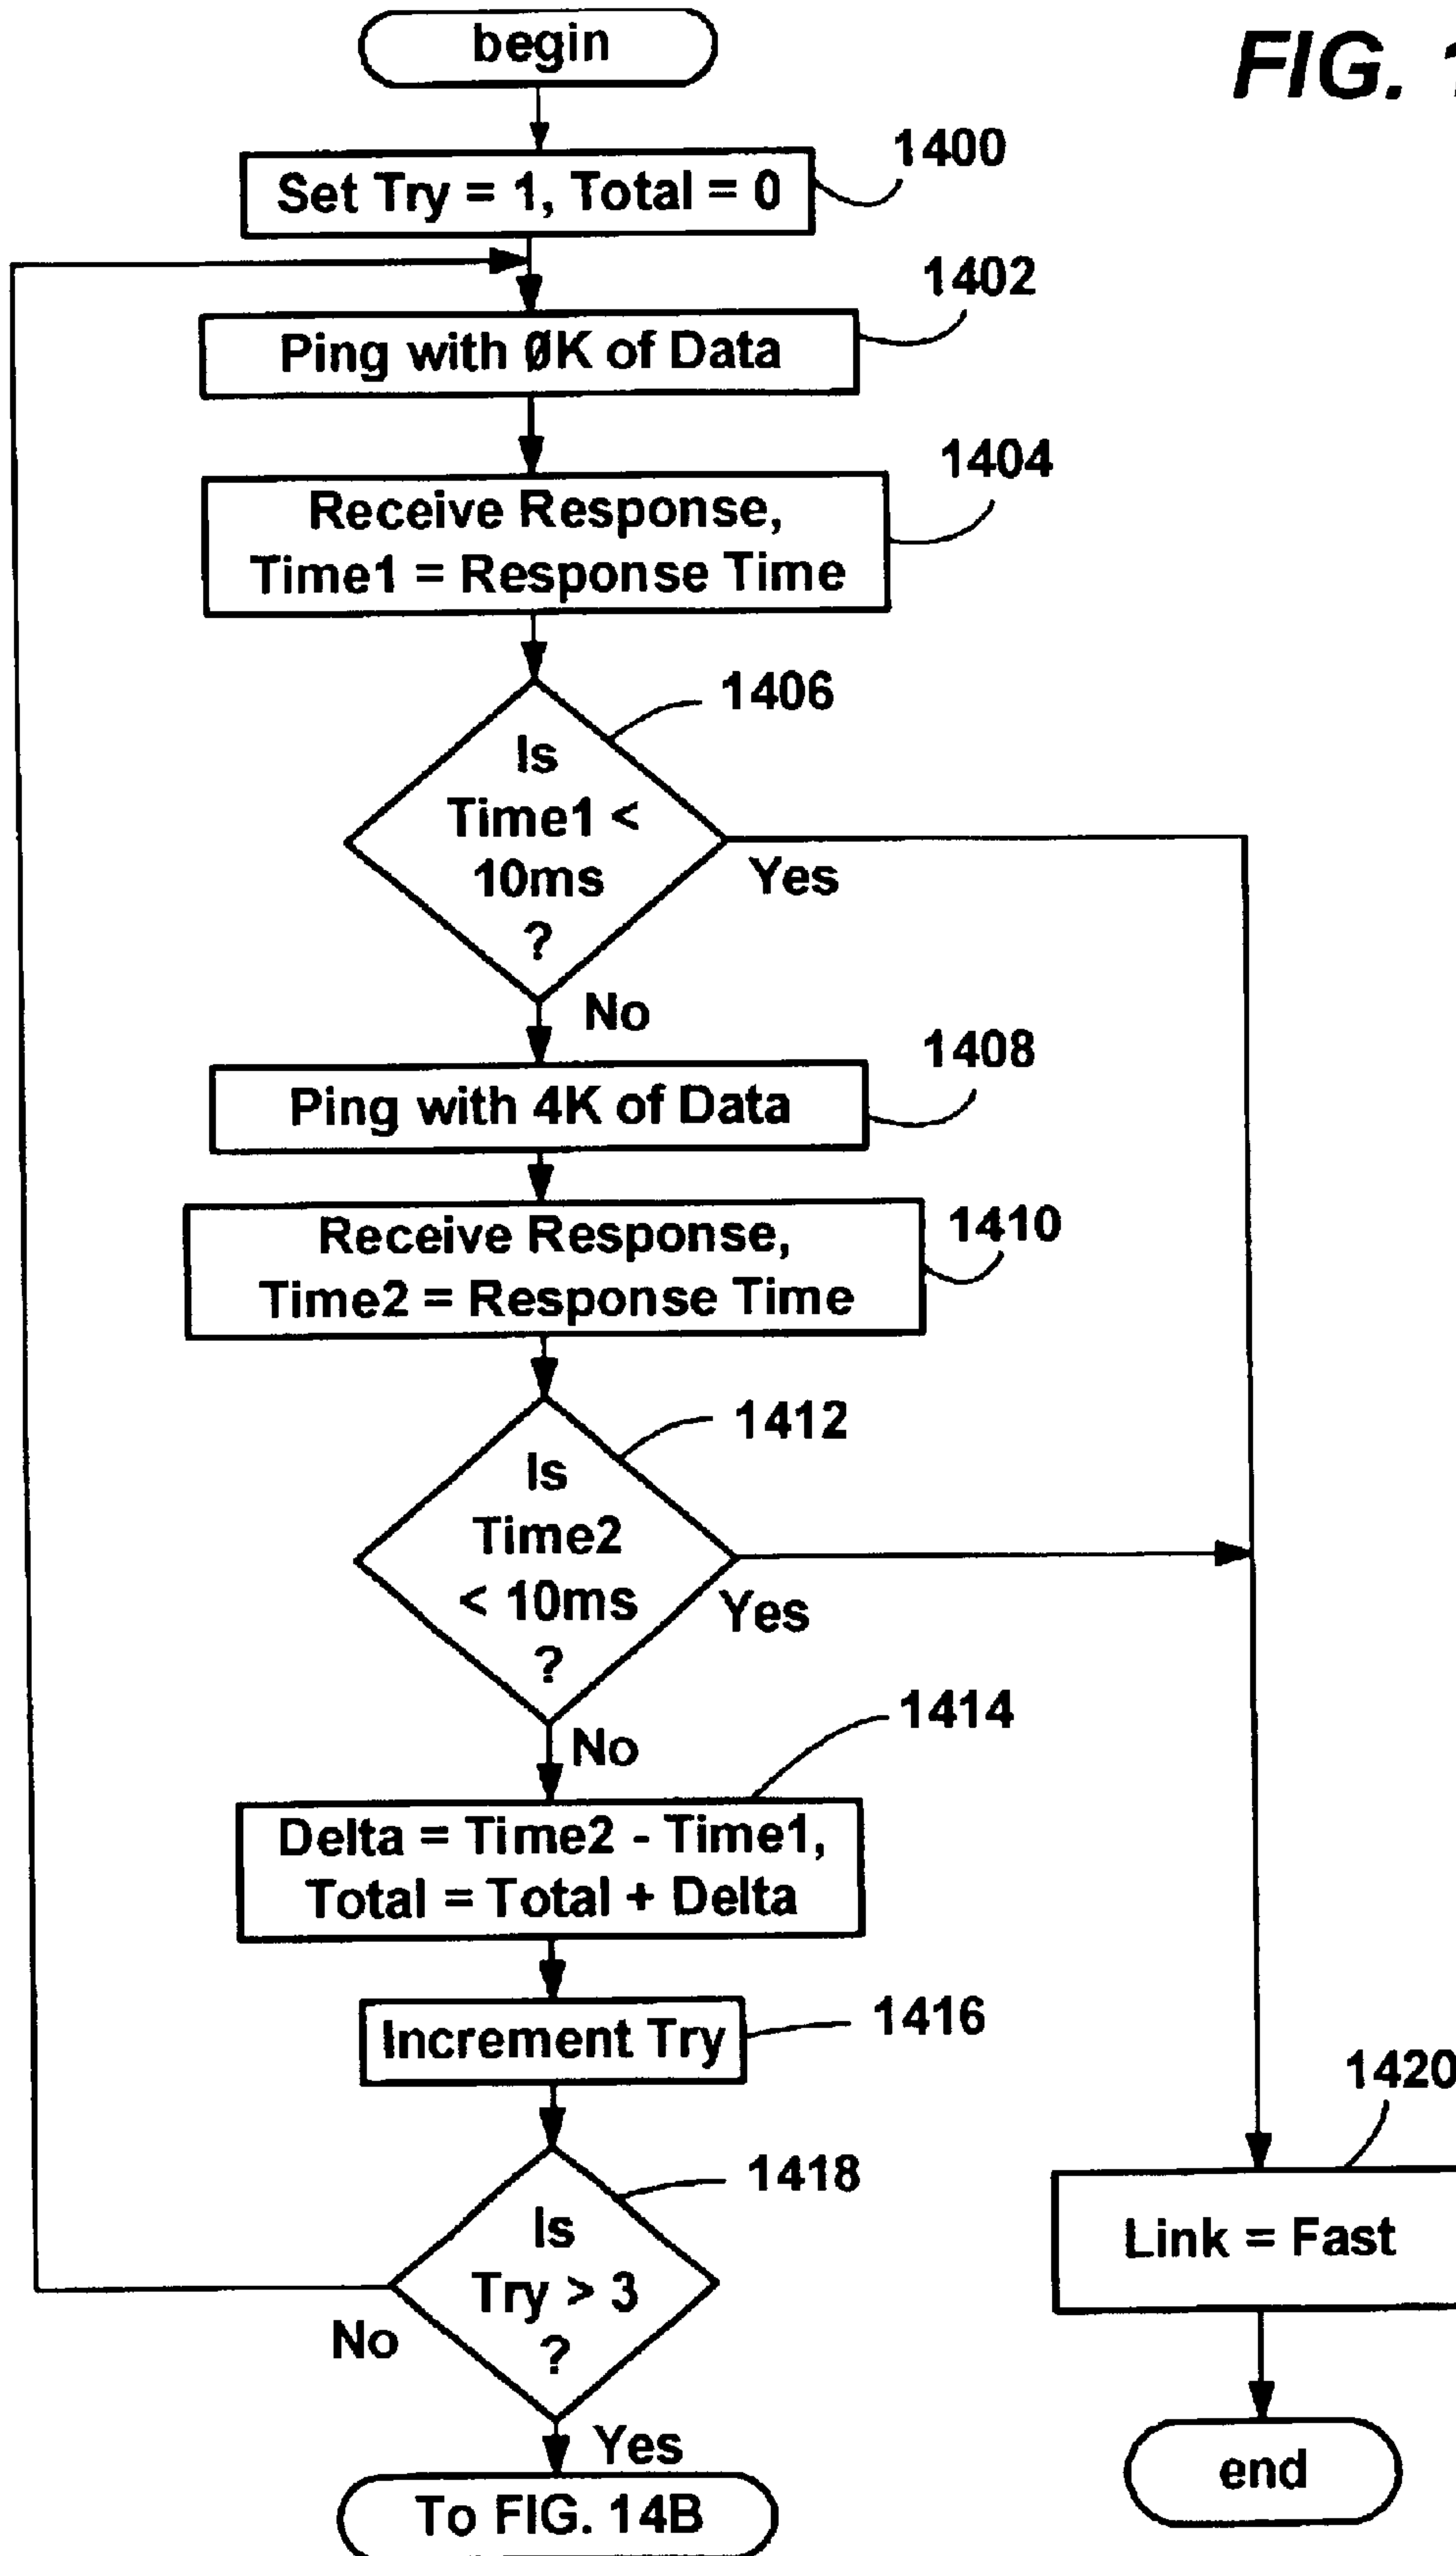 begin
FIG. 1
1400
Set Try = 1, Total = 0
1402
Ping with 0K of Data
1404
Receive Response,
Time1 = Response Time
1406
Is
Time1 <
10ms
?
Yes
No
1408
Ping with 4K of Data
1410
Receive Response,
Time2 = Response Time
1412
Is
Time2
< 10ms
?
Yes
No
1414
Delta = Time2 - Time1,
Total = Total + Delta
1416
Increment Try
1418
Is
Try > 3
?
No
Yes
To FIG. 14B
1420
Link = Fast
end